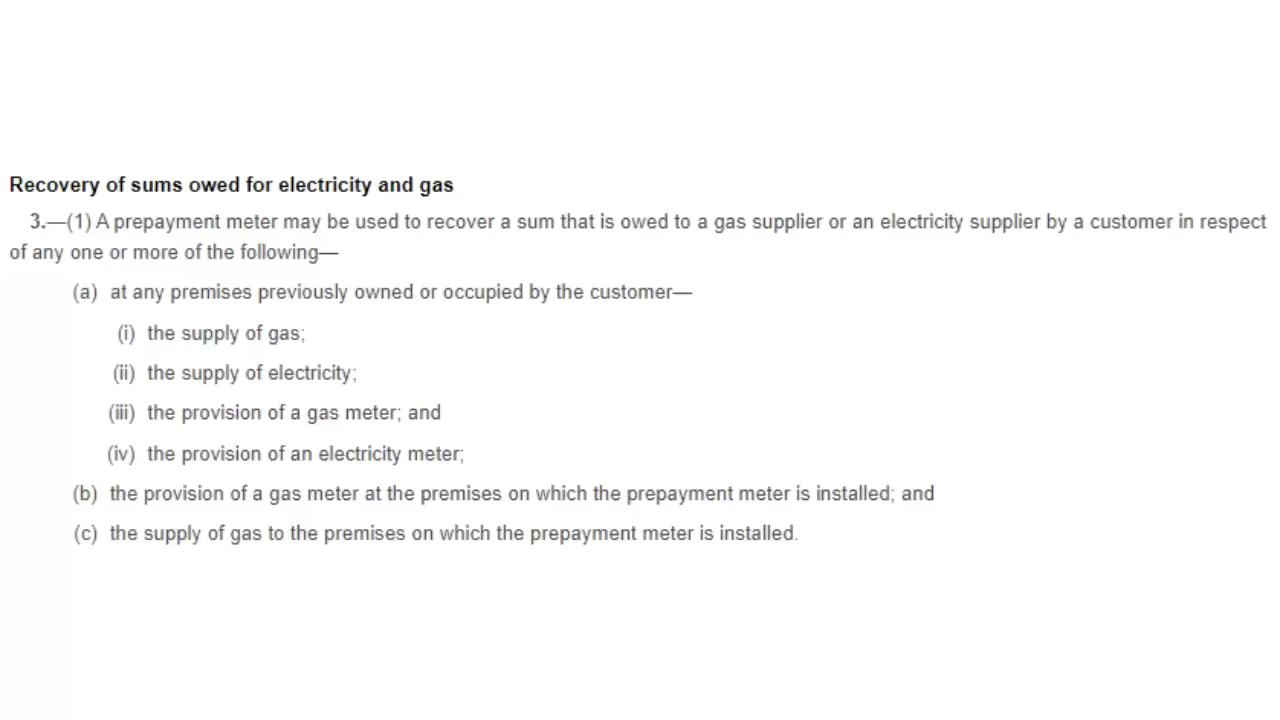 Recovery of sums owed for electricity and gas
3.—(1) A prepayment meter may be used to recover a sum that is owed to a gas supplier or an electricity supplier by a customer in respect
of any one or more of the following—
(a) at any premises previously owned or occupied by the customer—
(i) the supply of gas;
(ii) the supply of electricity;
(iii) the provision of a gas meter; and
(iv) the provision of an electricity meter;
(b) the provision of a gas meter at the premises on which the prepayment meter is installed; and
(c) the supply of gas to the premises on which the prepayment meter is installed.